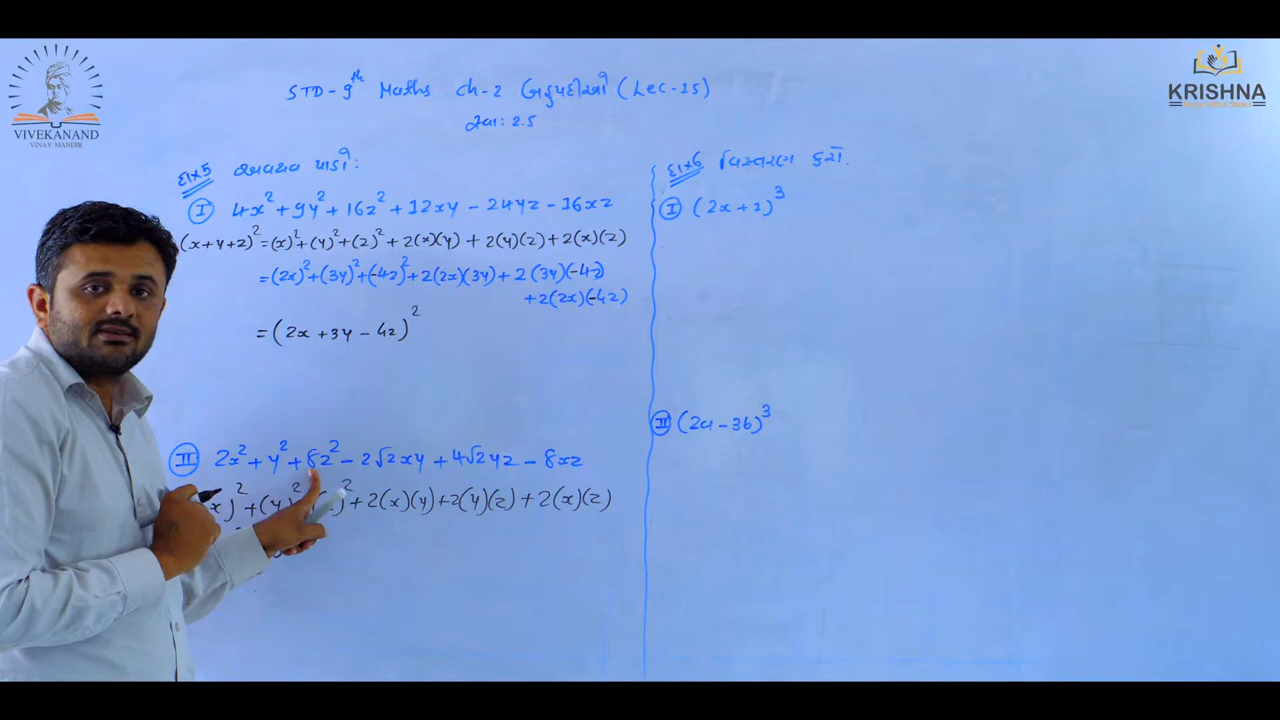 VIVEKANAND
VINAY MANDIR
KRISHNA
STD-9th Maths Ch-2 બહુપદીઓ (Lec-15)
સ્વા: 2.5
દા×5 અવયવ પાડો:
I 4x² + 9y² + 16z² + 12xy - 24yz - 16xz
(x+y+z)² = (x)² + (y)² + (z)² + 2(x)(y) + 2(y)(z) + 2(x)(z)
= (2x)² + (3y)² + (-4z)² + 2(2x)(3y) + 2(3y)(-4z)
+ 2(2x)(-4z)
= (2x + 3y - 4z)²
II 2x² + y² + 8z² - 2√2xy + 4√2yz - 8xz
x)² + (y)² )² + 2(x)(y) + 2(y)(z) + 2(x)(z)
દા×6 વિસ્તરણ કરો.
I (2x + 1)³
II (2a - 3b)³